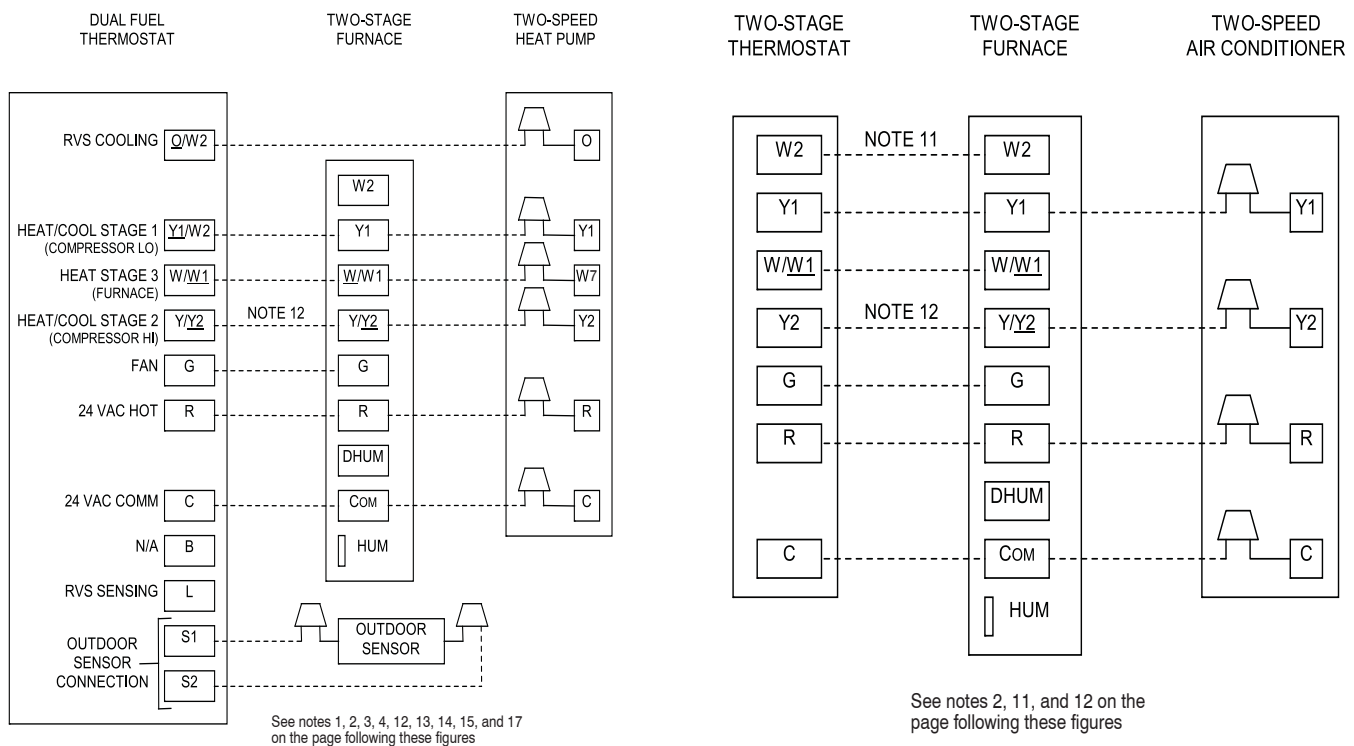 DUAL FUEL
THERMOSTAT
TWO-STAGE
FURNACE
TWO-SPEED
HEAT PUMP
RVS COOLING
O/W2
O
W2
HEAT/COOL STAGE 1
(COMPRESSOR LO)
Y1/W2
Y1
Y1
HEAT STAGE 3
(FURNACE)
W/W1
W/W1
W7
HEAT/COOL STAGE 2
(COMPRESSOR HI)
Y/Y2
NOTE 12
Y/Y2
Y2
FAN
G
G
24 VAC HOT
R
R
R
DHUM
24 VAC COMM
C
COM
C
N/A
B
HUM
RVS SENSING
L
OUTDOOR
SENSOR
CONNECTION
S1
S2
OUTDOOR
SENSOR
See notes 1, 2, 3, 4, 12, 13, 14, 15, and 17
on the page following these figures
TWO-STAGE
THERMOSTAT
TWO-STAGE
FURNACE
TWO-SPEED
AIR CONDITIONER
W2
NOTE 11
W2
Y1
Y1
Y1
W/W1
W/W1
Y2
NOTE 12
Y/Y2
Y2
G
G
R
R
R
DHUM
C
COM
C
HUM
See notes 2, 11, and 12 on the
page following these figures